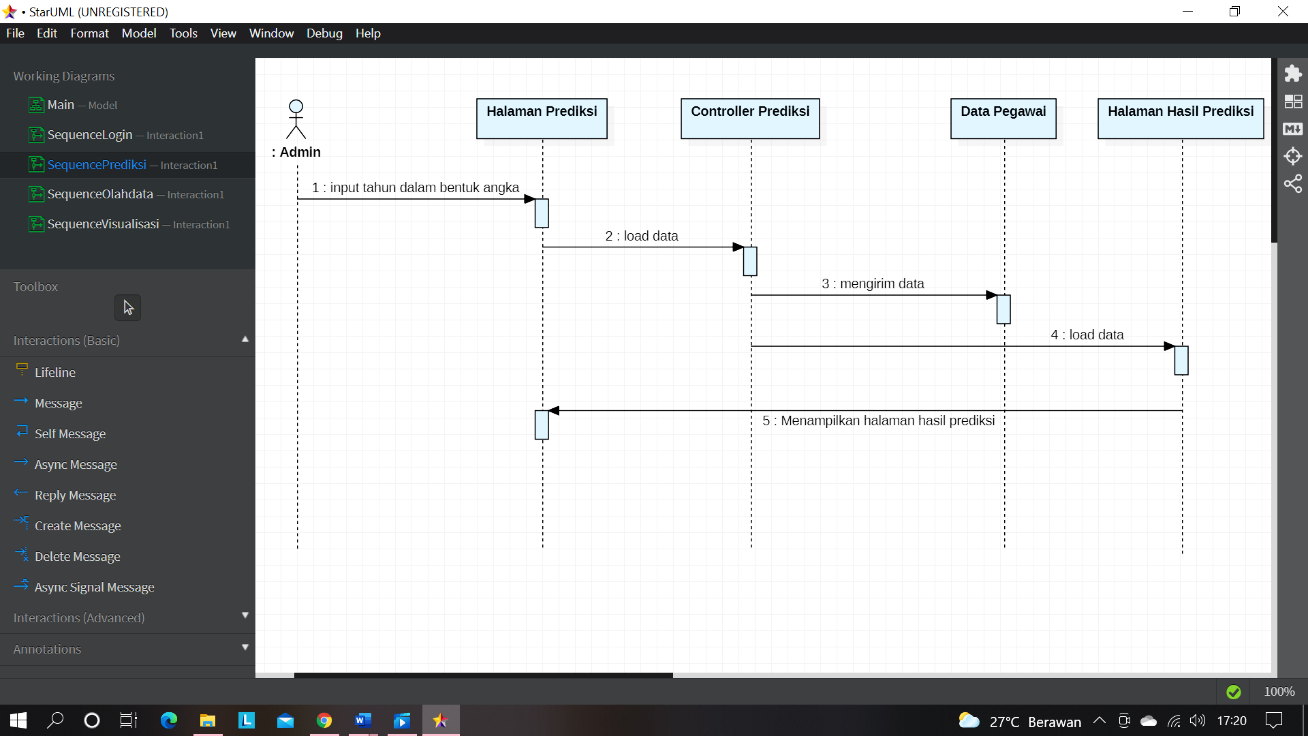 • StarUML (UNREGISTERED)
File Edit Format Model Tools View Window Debug Help
Working Diagrams
Main — Model
SequenceLogin — Interaction1
SequencePrediksi — Interaction1
SequenceOlahdata — Interaction1
SequenceVisualisasi — Interaction1
Toolbox
Interactions (Basic)
Lifeline
Message
Self Message
Async Message
Reply Message
Create Message
Delete Message
Async Signal Message
Interactions (Advanced)
Annotations
: Admin
Halaman Prediksi
Controller Prediksi
Data Pegawai
Halaman Hasil Prediksi
1 : input tahun dalam bentuk angka
2 : load data
3 : mengirim data
4 : load data
5 : Menampilkan halaman hasil prediksi
100%
27°C Berawan
17:20